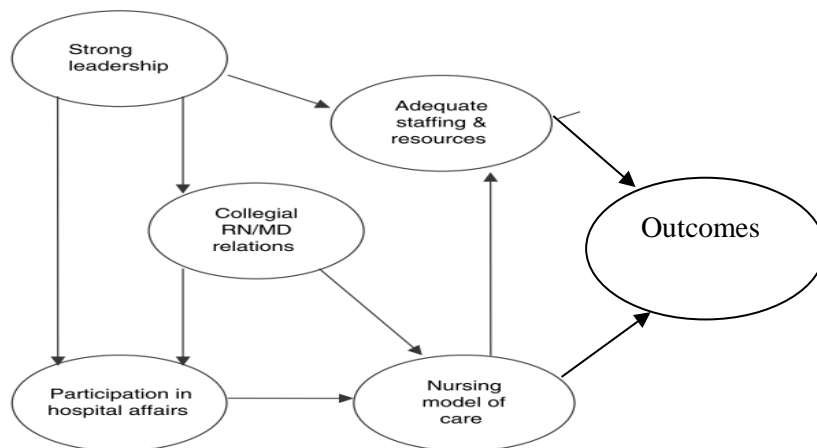 Strong
leadership
Adequate
staffing &
resources
Collegial
RN/MD
relations
Outcomes
Participation in
hospital affairs
Nursing
model of
care